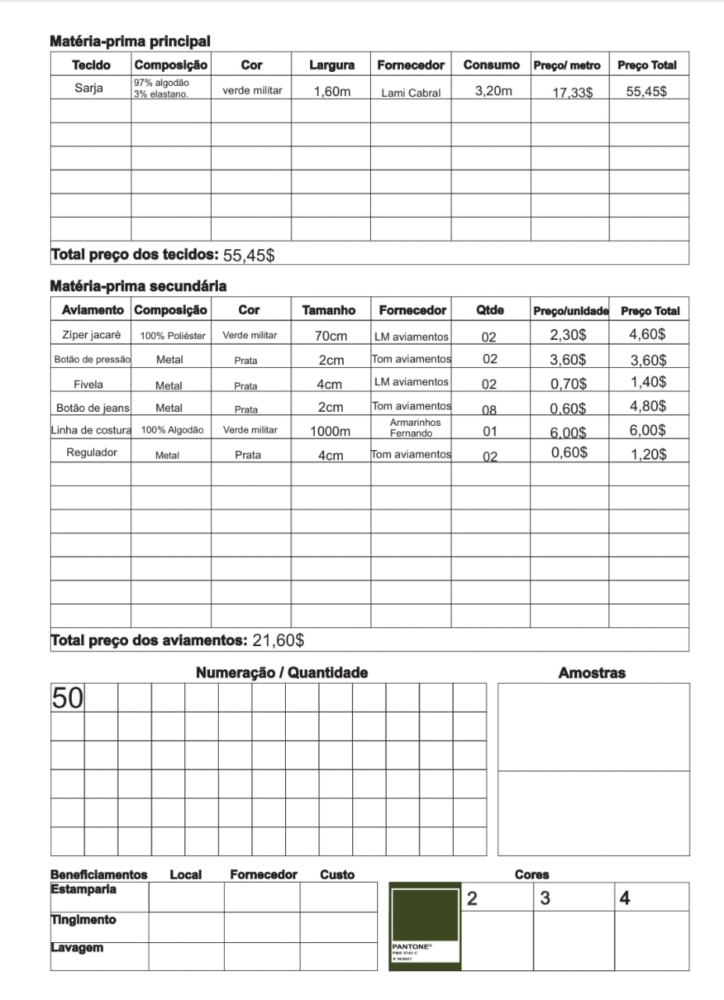 Matéria-prima principal
Tecido Composição Cor Largura Fornecedor Consumo Preço/ metro Preço Total
Sarja 97% algodão 3% elastano. verde militar 1,60m Lami Cabral 3,20m 17,33$ 55,45$
Total preço dos tecidos: 55,45$
Matéria-prima secundária
Aviamento Composição Cor Tamanho Fornecedor Qtde Preço/unidade Preço Total
Zíper jacaré 100% Poliéster Verde militar 70cm LM aviamentos 02 2,30$ 4,60$
Botão de pressão Metal Prata 2cm Tom aviamentos 02 3,60$ 3,60$
Fivela Metal Prata 4cm LM aviamentos 02 0,70$ 1,40$
Botão de jeans Metal Prata 2cm Tom aviamentos 08 0,60$ 4,80$
Linha de costura 100% Algodão Verde militar 1000m Armarinhos Fernando 01 6,00$ 6,00$
Regulador Metal Prata 4cm Tom aviamentos 02 0,60$ 1,20$
Total preço dos aviamentos: 21,60$
Numeração / Quantidade Amostras
50
Beneficiamentos Local Fornecedor Custo Cores
Estamparia
2 3 4
Tingimento
Lavagem
PANTONE®
PMS 5743 C